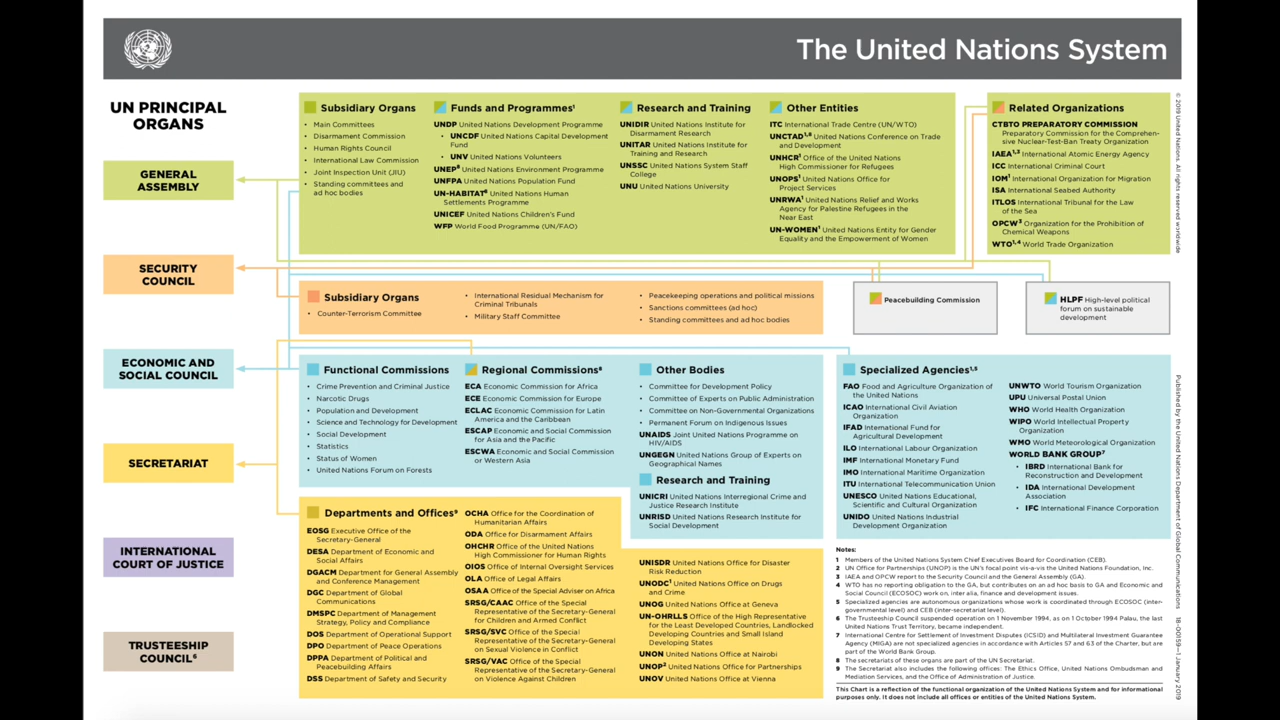 The United Nations System
UN PRINCIPAL
ORGANS
GENERAL
ASSEMBLY
SECURITY
COUNCIL
ECONOMIC AND
SOCIAL COUNCIL
SECRETARIAT
INTERNATIONAL
COURT OF JUSTICE
TRUSTEESHIP
COUNCIL⁶
Subsidiary Organs
• Main Committees
• Disarmament Commission
• Human Rights Council
• International Law Commission
• Joint Inspection Unit (JIU)
• Standing committees and
ad hoc bodies
Funds and Programmes¹
UNDP United Nations Development Programme
• UNCDF United Nations Capital Development
Fund
• UNV United Nations Volunteers
UNEP⁸ United Nations Environment Programme
UNFPA United Nations Population Fund
UN-HABITAT⁸ United Nations Human
Settlements Programme
UNICEF United Nations Children's Fund
WFP World Food Programme (UN/FAO)
Research and Training
UNIDIR United Nations Institute for
Disarmament Research
UNITAR United Nations Institute for
Training and Research
UNSSC United Nations System Staff
College
UNU United Nations University
Other Entities
ITC International Trade Centre (UN/WTO)
UNCTAD¹,⁸ United Nations Conference on Trade
and Development
UNHCR¹ Office of the United Nations
High Commissioner for Refugees
UNOPS¹ United Nations Office for
Project Services
UNRWA¹ United Nations Relief and Works
Agency for Palestine Refugees in the
Near East
UN-WOMEN¹ United Nations Entity for Gender
Equality and the Empowerment of Women
Related Organizations
CTBTO PREPARATORY COMMISSION
Preparatory Commission for the Comprehen-
sive Nuclear-Test-Ban Treaty Organization
IAEA¹,³ International Atomic Energy Agency
ICC International Criminal Court
IOM¹ International Organization for Migration
ISA International Seabed Authority
ITLOS International Tribunal for the Law
of the Sea
OPCW³ Organization for the Prohibition of
Chemical Weapons
WTO¹,⁴ World Trade Organization
Subsidiary Organs
• Counter-Terrorism Committee
• International Residual Mechanism for
Criminal Tribunals
• Military Staff Committee
• Peacekeeping operations and political missions
• Sanctions committees (ad hoc)
• Standing committees and ad hoc bodies
Peacebuilding Commission
HLPF High-level political
forum on sustainable
development
Functional Commissions
• Crime Prevention and Criminal Justice
• Narcotic Drugs
• Population and Development
• Science and Technology for Development
• Social Development
• Statistics
• Status of Women
• United Nations Forum on Forests
Regional Commissions⁸
ECA Economic Commission for Africa
ECE Economic Commission for Europe
ECLAC Economic Commission for Latin
America and the Caribbean
ESCAP Economic and Social Commission
for Asia and the Pacific
ESCWA Economic and Social Commission
or Western Asia
Other Bodies
• Committee for Development Policy
• Committee of Experts on Public Administration
• Committee on Non-Governmental Organizations
• Permanent Forum on Indigenous Issues
UNAIDS Joint United Nations Programme on
HIV/AIDS
UNGEGN United Nations Group of Experts on
Geographical Names
Research and Training
UNICRI United Nations Interregional Crime and
Justice Research Institute
UNRISD United Nations Research Institute for
Social Development
Specialized Agencies¹,⁵
FAO Food and Agriculture Organization of
the United Nations
ICAO International Civil Aviation
Organization
IFAD International Fund for
Agricultural Development
ILO International Labour Organization
IMF International Monetary Fund
IMO International Maritime Organization
ITU International Telecommunication Union
UNESCO United Nations Educational,
Scientific and Cultural Organization
UNIDO United Nations Industrial
Development Organization
UNWTO World Tourism Organization
UPU Universal Postal Union
WHO World Health Organization
WIPO World Intellectual Property
Organization
WMO World Meteorological Organization
WORLD BANK GROUP⁷
• IBRD International Bank for
Reconstruction and Development
• IDA International Development
Association
• IFC International Finance Corporation
Departments and Offices⁹
EOSG Executive Office of the
Secretary-General
DESA Department of Economic and
Social Affairs
DGACM Department for General Assembly
and Conference Management
DGC Department of Global
Communications
DMSPC Department of Management
Strategy, Policy and Compliance
DOS Department of Operational Support
DPO Department of Peace Operations
DPPA Department of Political and
Peacebuilding Affairs
DSS Department of Safety and Security
OCHA Office for the Coordination of
Humanitarian Affairs
ODA Office for Disarmament Affairs
OHCHR Office of the United Nations
High Commissioner for Human Rights
OIOS Office of Internal Oversight Services
OLA Office of Legal Affairs
OSAA Office of the Special Adviser on Africa
SRSG/CAAC Office of the Special
Representative of the Secretary-General
for Children and Armed Conflict
SRSG/SVC Office of the Special
Representative of the Secretary-General
on Sexual Violence in Conflict
SRSG/VAC Office of the Special
Representative of the Secretary-General
on Violence Against Children
UNISDR United Nations Office for Disaster
Risk Reduction
UNODC¹ United Nations Office on Drugs
and Crime
UNOG United Nations Office at Geneva
UN-OHRLLS Office of the High Representative
for the Least Developed Countries, Landlocked
Developing Countries and Small Island
Developing States
UNON United Nations Office at Nairobi
UNOP² United Nations Office for Partnerships
UNOV United Nations Office at Vienna
Notes:
1 Members of the United Nations System Chief Executives Board for Coordination (CEB).
2 UN Office for Partnerships (UNOP) is the UN's focal point vis-a-vis the United Nations Foundation, Inc.
3 IAEA and OPCW report to the Security Council and the General Assembly (GA).
4 WTO has no reporting obligation to the GA, but contributes on an ad hoc basis to GA and Economic and
Social Council (ECOSOC) work on, inter alia, finance and development issues.
5 Specialized agencies are autonomous organizations whose work is coordinated through ECOSOC (inter-
governmental level) and CEB (inter-secretariat level).
6 The Trusteeship Council suspended operation on 1 November 1994, as on 1 October 1994 Palau, the last
United Nations Trust Territory, became independent.
7 International Centre for Settlement of Investment Disputes (ICSID) and Multilateral Investment Guarantee
Agency (MIGA) are not specialized agencies in accordance with Articles 57 and 63 of the Charter, but are
part of the World Bank Group.
8 The secretariats of these organs are part of the UN Secretariat.
9 The Secretariat also includes the following offices: The Ethics Office, United Nations Ombudsman and
Mediation Services, and the Office of Administration of Justice.
This Chart is a reflection of the functional organization of the United Nations System and for informational
purposes only. It does not include all offices or entities of the United Nations System.
© 2019 United Nations. All rights reserved worldwide
Published by the United Nations Department of Global Communications 18-00159—1 January 2019